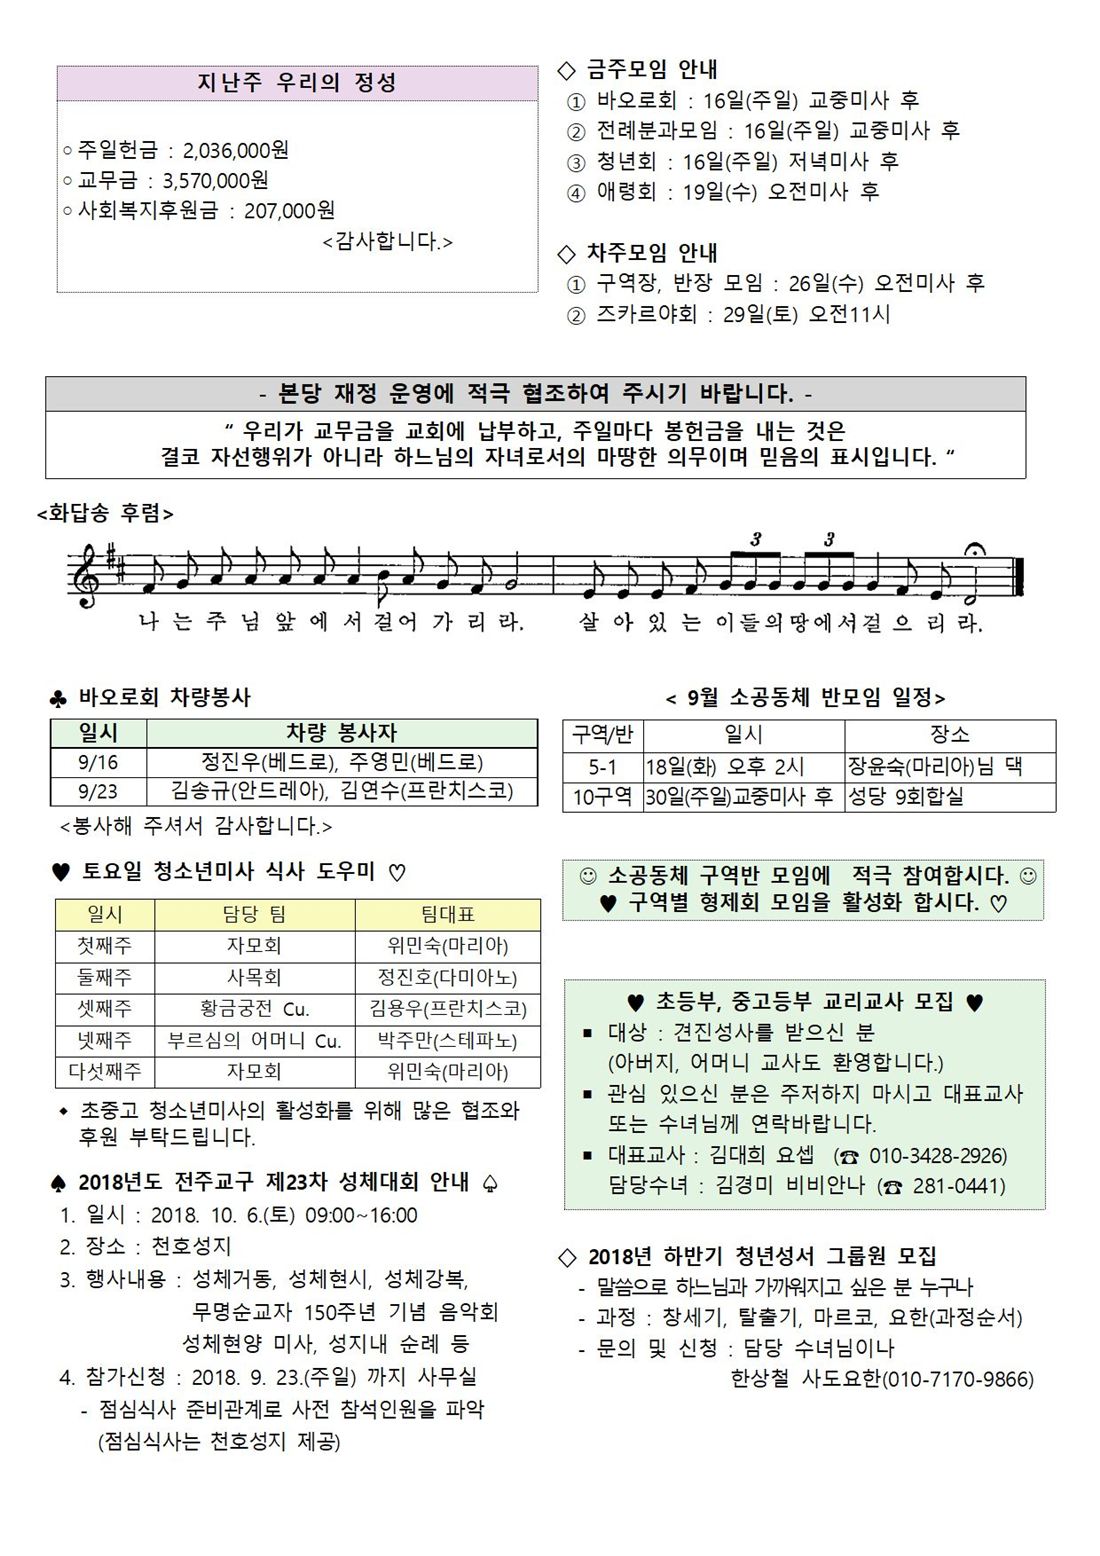 지난주 우리의 정성
○ 주일헌금 : 2,036,000원
○ 교무금 : 3,570,000원
○ 사회복지후원금 : 207,000원
<감사합니다.>
◇ 금주모임 안내
① 바오로회 : 16일(주일) 교중미사 후
② 전례분과모임 : 16일(주일) 교중미사 후
③ 청년회 : 16일(주일) 저녁미사 후
④ 애령회 : 19일(수) 오전미사 후
◇ 차주모임 안내
① 구역장, 반장 모임 : 26일(수) 오전미사 후
② 즈카르야회 : 29일(토) 오전11시
- 본당 재정 운영에 적극 협조하여 주시기 바랍니다. -
“ 우리가 교무금을 교회에 납부하고, 주일마다 봉헌금을 내는 것은
결코 자선행위가 아니라 하느님의 자녀로서의 마땅한 의무이며 믿음의 표시입니다. “
<화답송 후렴>
3 3
나 는 주 님 앞 에 서 걸어 가 리 라. 살 아 있 는 이들의땅에서걸 으 리 라.
♣ 바오로회 차량봉사
일시 차량 봉사자
9/16 정진우(베드로), 주영민(베드로)
9/23 김송규(안드레아), 김연수(프란치스코)
<봉사해 주셔서 감사합니다.>
♥ 토요일 청소년미사 식사 도우미 ♡
일시 담당 팀 팀대표
첫째주 자모회 위민숙(마리아)
둘째주 사목회 정진호(다미아노)
셋째주 황금궁전 Cu. 김용우(프란치스코)
넷째주 부르심의 어머니 Cu. 박주만(스테파노)
다섯째주 자모회 위민숙(마리아)
◆ 초중고 청소년미사의 활성화를 위해 많은 협조와
후원 부탁드립니다.
♠ 2018년도 전주교구 제23차 성체대회 안내 ♤
1. 일시 : 2018. 10. 6.(토) 09:00~16:00
2. 장소 : 천호성지
3. 행사내용 : 성체거동, 성체현시, 성체강복,
무명순교자 150주년 기념 음악회
성체현양 미사, 성지내 순례 등
4. 참가신청 : 2018. 9. 23.(주일) 까지 사무실
- 점심식사 준비관계로 사전 참석인원을 파악
(점심식사는 천호성지 제공)
< 9월 소공동체 반모임 일정>
구역/반 일시 장소
5-1 18일(화) 오후 2시 장윤숙(마리아)님 댁
10구역 30일(주일)교중미사 후 성당 9회합실
☺ 소공동체 구역반 모임에 적극 참여합시다. ☺
♥ 구역별 형제회 모임을 활성화 합시다. ♡
♥ 초등부, 중고등부 교리교사 모집 ♥
■ 대상 : 견진성사를 받으신 분
(아버지, 어머니 교사도 환영합니다.)
■ 관심 있으신 분은 주저하지 마시고 대표교사
또는 수녀님께 연락바랍니다.
■ 대표교사 : 김대희 요셉 (☎ 010-3428-2926)
담당수녀 : 김경미 비비안나 (☎ 281-0441)
◇ 2018년 하반기 청년성서 그룹원 모집
- 말씀으로 하느님과 가까워지고 싶은 분 누구나
- 과정 : 창세기, 탈출기, 마르코, 요한(과정순서)
- 문의 및 신청 : 담당 수녀님이나
한상철 사도요한(010-7170-9866)